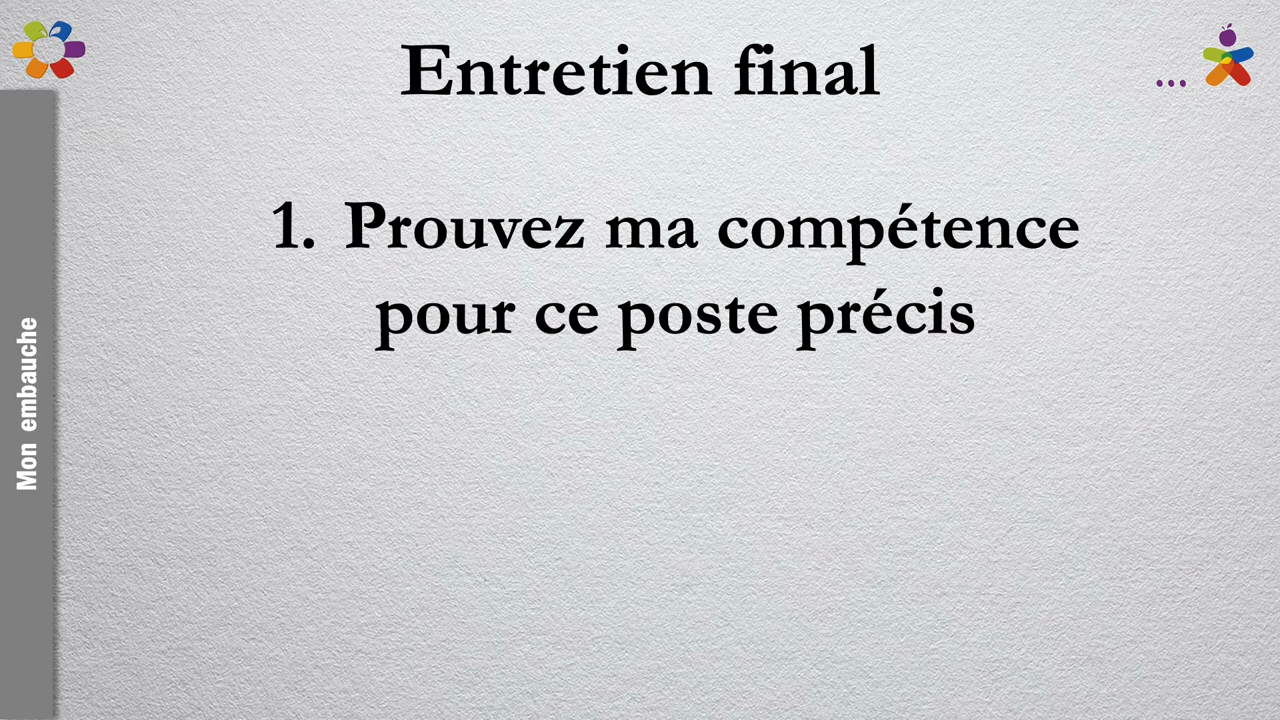 Entretien final
...
1. Prouvez ma compétence
pour ce poste précis
Mon embauche